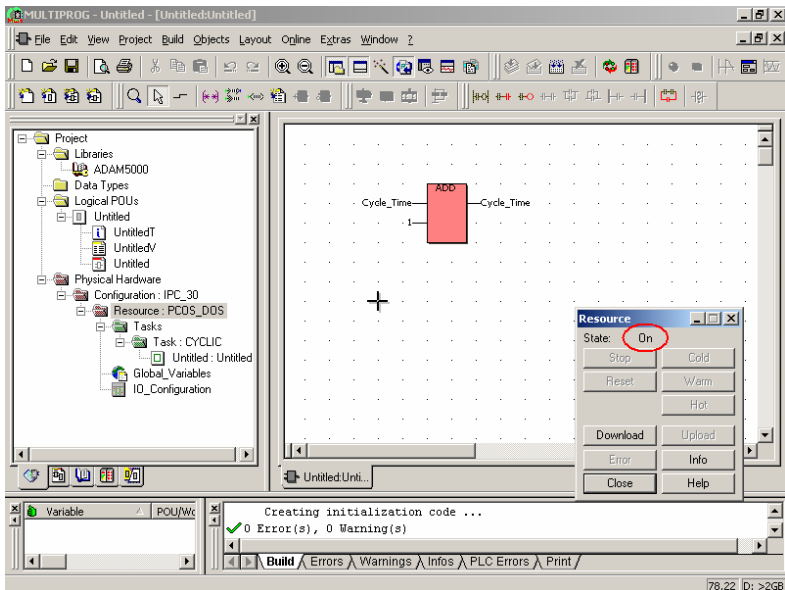 MULTIPROG - Untitled - [Untitled:Untitled]
File Edit View Project Build Objects Layout Online Extras Window ?
Project
Libraries
ADAM5000
Data Types
Logical POUs
Untitled
UntitledT
UntitledV
Untitled
Physical Hardware
Configuration : IPC_30
Resource : PCOS_DOS
Tasks
Task : CYCLIC
Untitled : Untitled
Global_Variables
IO_Configuration
ADD
Cycle_Time
Cycle_Time
1
Untitled:Unti...
Resource
State: On
Stop Cold
Reset Warm
Hot
Download Upload
Error Info
Close Help
Variable POU/Wo
Creating initialization code ...
0 Error(s), 0 Warning(s)
Build Errors Warnings Infos PLC Errors Print
78,22 D: >2GB